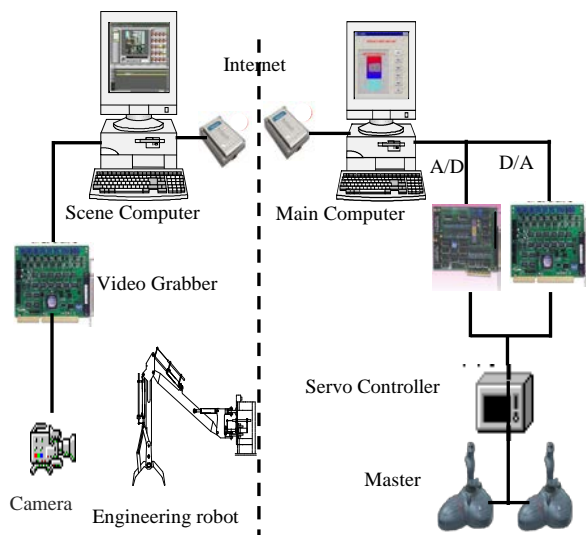 Internet
A/D
D/A
Scene Computer
Main Computer
Video Grabber
Servo Controller
Master
Camera
Engineering robot